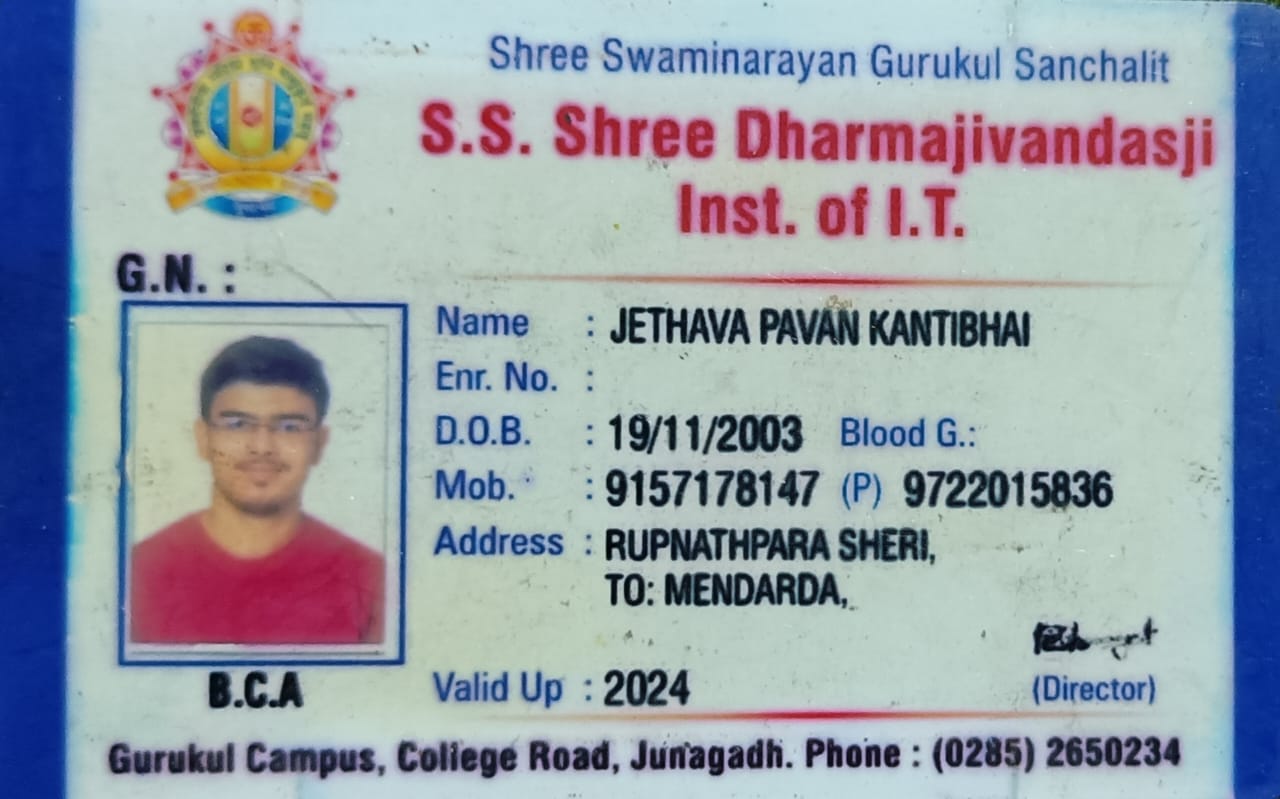 Shree Swaminarayan Gurukul Sanchalit
S.S. Shree Dharmajivandasji
Inst. of I.T.
G.N. :
Name : JETHAVA PAVAN KANTIBHAI
Enr. No. :
D.O.B. : 19/11/2003 Blood G.:
Mob. : 9157178147 (P) 9722015836
Address : RUPNATHPARA SHERI,
TO: MENDARDA,
B.C.A
Valid Up : 2024
(Director)
Gurukul Campus, College Road, Junagadh. Phone : (0285) 2650234